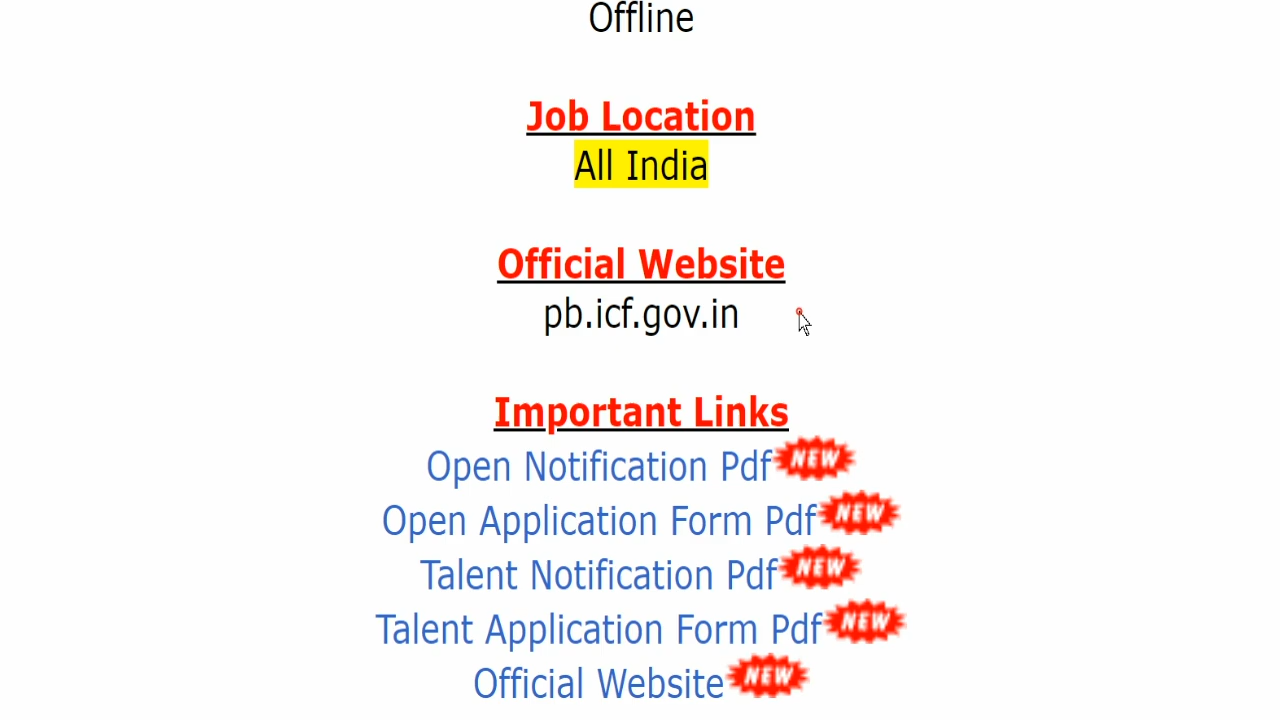 Offline
Job Location
All India
Official Website
pb.icf.gov.in
Important Links
Open Notification Pdf NEW
Open Application Form Pdf NEW
Talent Notification Pdf NEW
Talent Application Form Pdf NEW
Official Website NEW